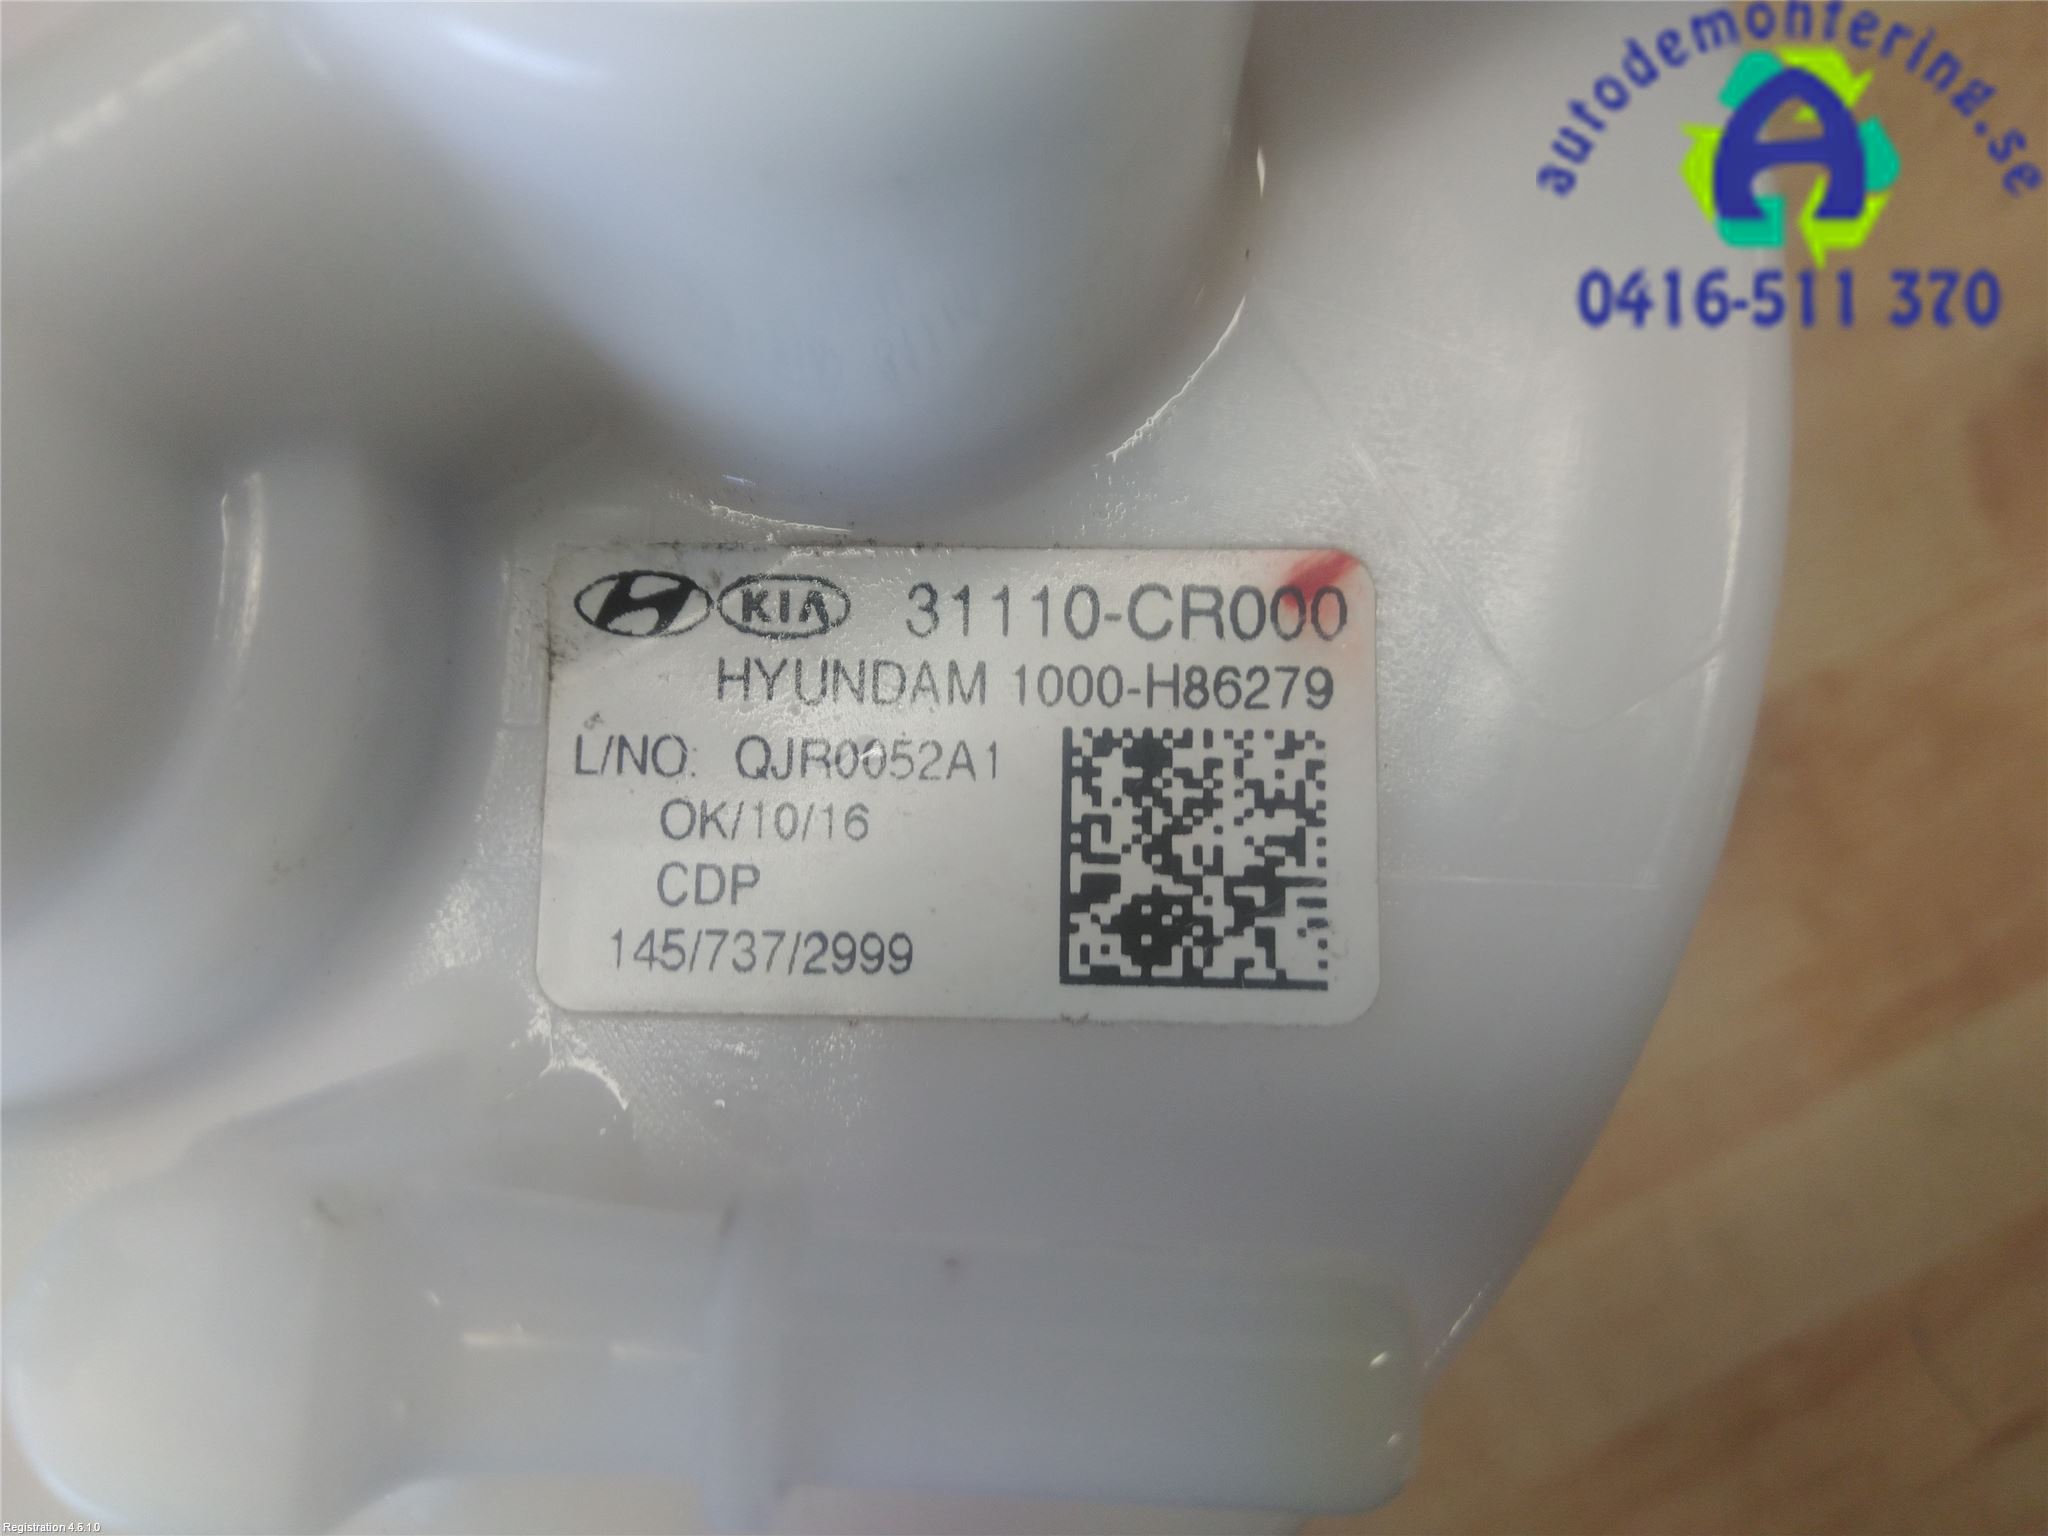 autodemontering.se
A
0416-511 370
KIA 31110-CR000
HYUNDAM 1000-H86279
L/NO: QJR0052A1
OK/10/16
CDP
145/737/2999
Registration 4.5.1.0